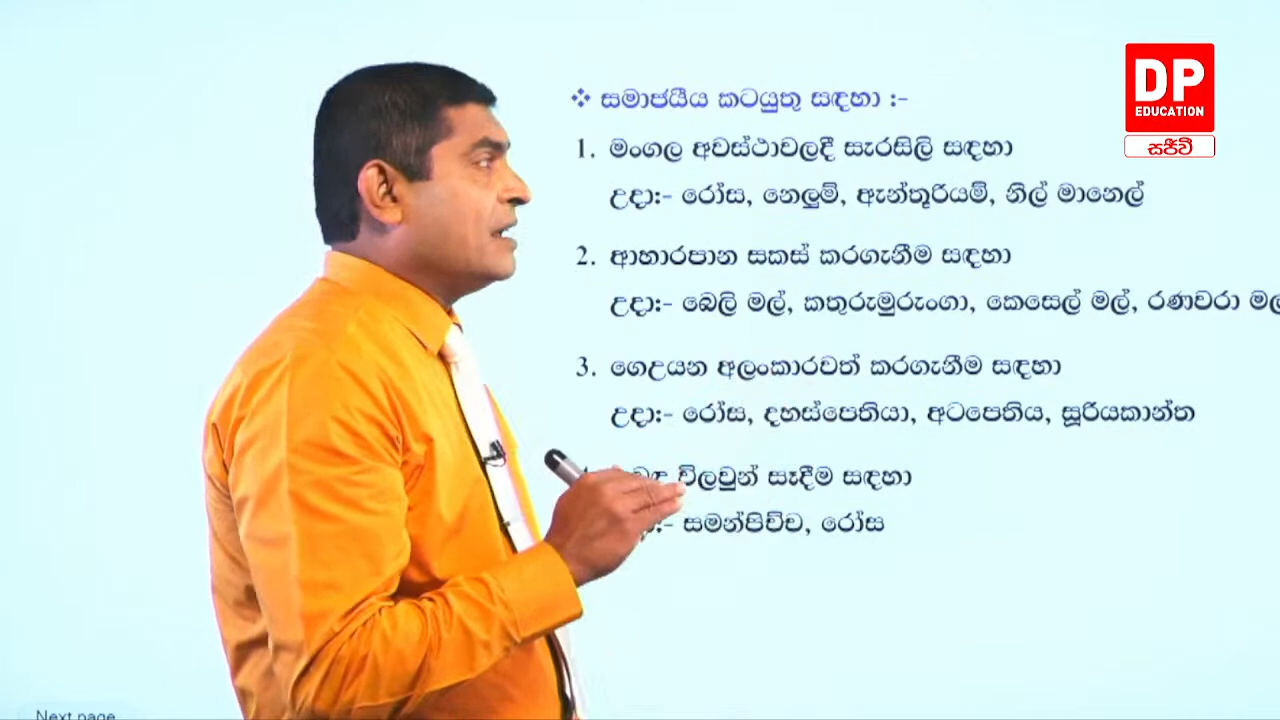 DP
EDUCATION
සජීවී
❖ සමාජයීය කටයුතු සඳහා :-
1. මංගල අවස්ථාවලදී සැරසිලි සඳහා
උදා:- රෝස, නෙලුම්, ඇන්තූරියම්, නිල් මානෙල්
2. ආහාරපාන සකස් කරගැනීම සඳහා
උදා:- බෙලි මල්, කතුරුමුරුංගා, කෙසෙල් මල්, රණවරා
3. ගෙඋයන අලංකාරවත් කරගැනීම සඳහා
උදා:- රෝස, දහස්පෙතියා, අටපෙතිය, සූරියකාන්ත
විලවුන් සෑදීම සඳහා
සමන්පිච්ච, රෝස
Next page